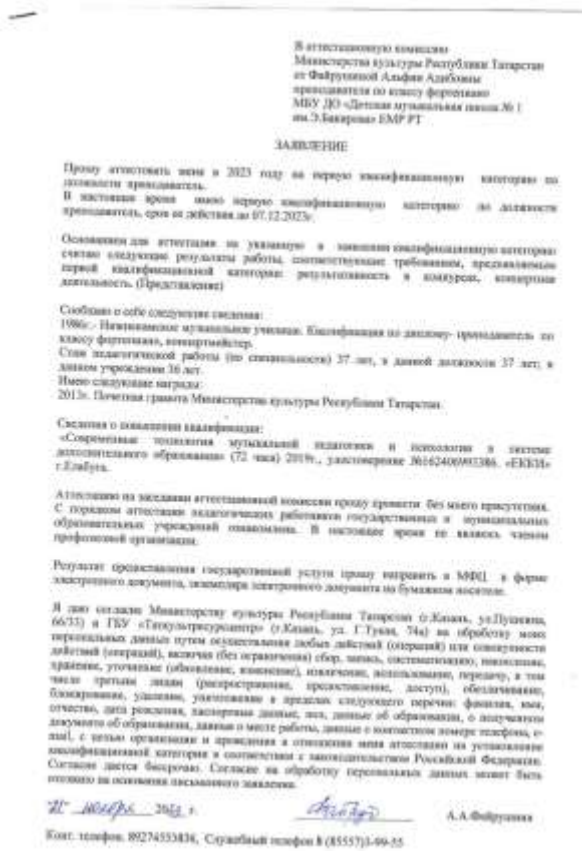 В аттестационную комиссию
Министерства культуры Республики Татарстан
от Файрушиной Альфии Адибовны
преподавателя по классу фортепиано
МБУ ДО «Детская музыкальная школа № 1
им.Э.Бакирова» ЕМР РТ
ЗАЯВЛЕНИЕ
Прошу аттестовать меня в 2023 году на первую квалификационную категорию по
должности преподаватель.
В настоящее время имею первую квалификационную категорию по должности
преподаватель, срок ее действия до 07.12.2023г.
Основанием для аттестации на указанную в заявлении квалификационную категорию
считаю следующие результаты работы, соответствующие требованиям, предъявляемым
первой квалификационной категории: результативность в конкурсах, концертная
деятельность. (Представление)
Сообщаю о себе следующие сведения:
1986г.- Нижнекамское музыкальное училище. Квалификация по диплому- преподаватель по
классу фортепиано, концертмейстер.
Стаж педагогической работы (по специальности) 37 лет, в данной должности 37 лет; в
данном учреждении 36 лет.
Имею следующие награды:
2013г. Почетная грамота Министерства культуры Республики Татарстан.
Сведения о повышении квалификации:
«Современные технологии музыкальной педагогики и психологии в системе
дополнительного образования» (72 часа) 2019г., удостоверение «ЕККИ»
г.Елабуга.
Аттестацию на заседании аттестационной комиссии прошу провести без моего присутствия.
С порядком аттестации педагогических работников государственных и муниципальных
образовательных учреждений ознакомлена. В настоящее время не являюсь членом
профсоюзной организации.
Результат предоставления государственной услуги прошу направить в МФЦ в форме
электронного документа, экземпляра электронного документа на бумажном носителе.
Я даю согласие Министерству культуры Республики Татарстан (г.Казань, ул.Пушкина,
66/33) и ГБУ «Таткультресурсцентр» (г.Казань, ул. Г.Тукая, 74а) на обработку моих
персональных данных путем осуществления любых действий (операций) или совокупности
действий (операций), включая (без ограничения) сбор, запись, систематизацию, накопление,
хранение, уточнение (обновление, изменение), извлечение, использование, передачу, в том
числе третьим лицам (распространение, предоставление, доступ), обезличивание,
блокирование, удаление, уничтожение в пределах следующего перечня: фамилия, имя,
отчество, дата рождения, паспортные данные, пол, данные об образовании, о полученном
документе об образовании, данные о месте работы, данные о контактном номере телефона, e-
mail, с целью организации и проведения в отношении меня аттестации на установление
квалификационной категории в соответствии с законодательством Российской Федерации.
Согласие дается бессрочно. Согласие на обработку персональных данных может быть
отозвано на основании письменного заявления.
ноября 2023 г. А.А.Файрушина
Конт. телефон. 89274553838, Служебный телефон 8 (85557)3-99-55